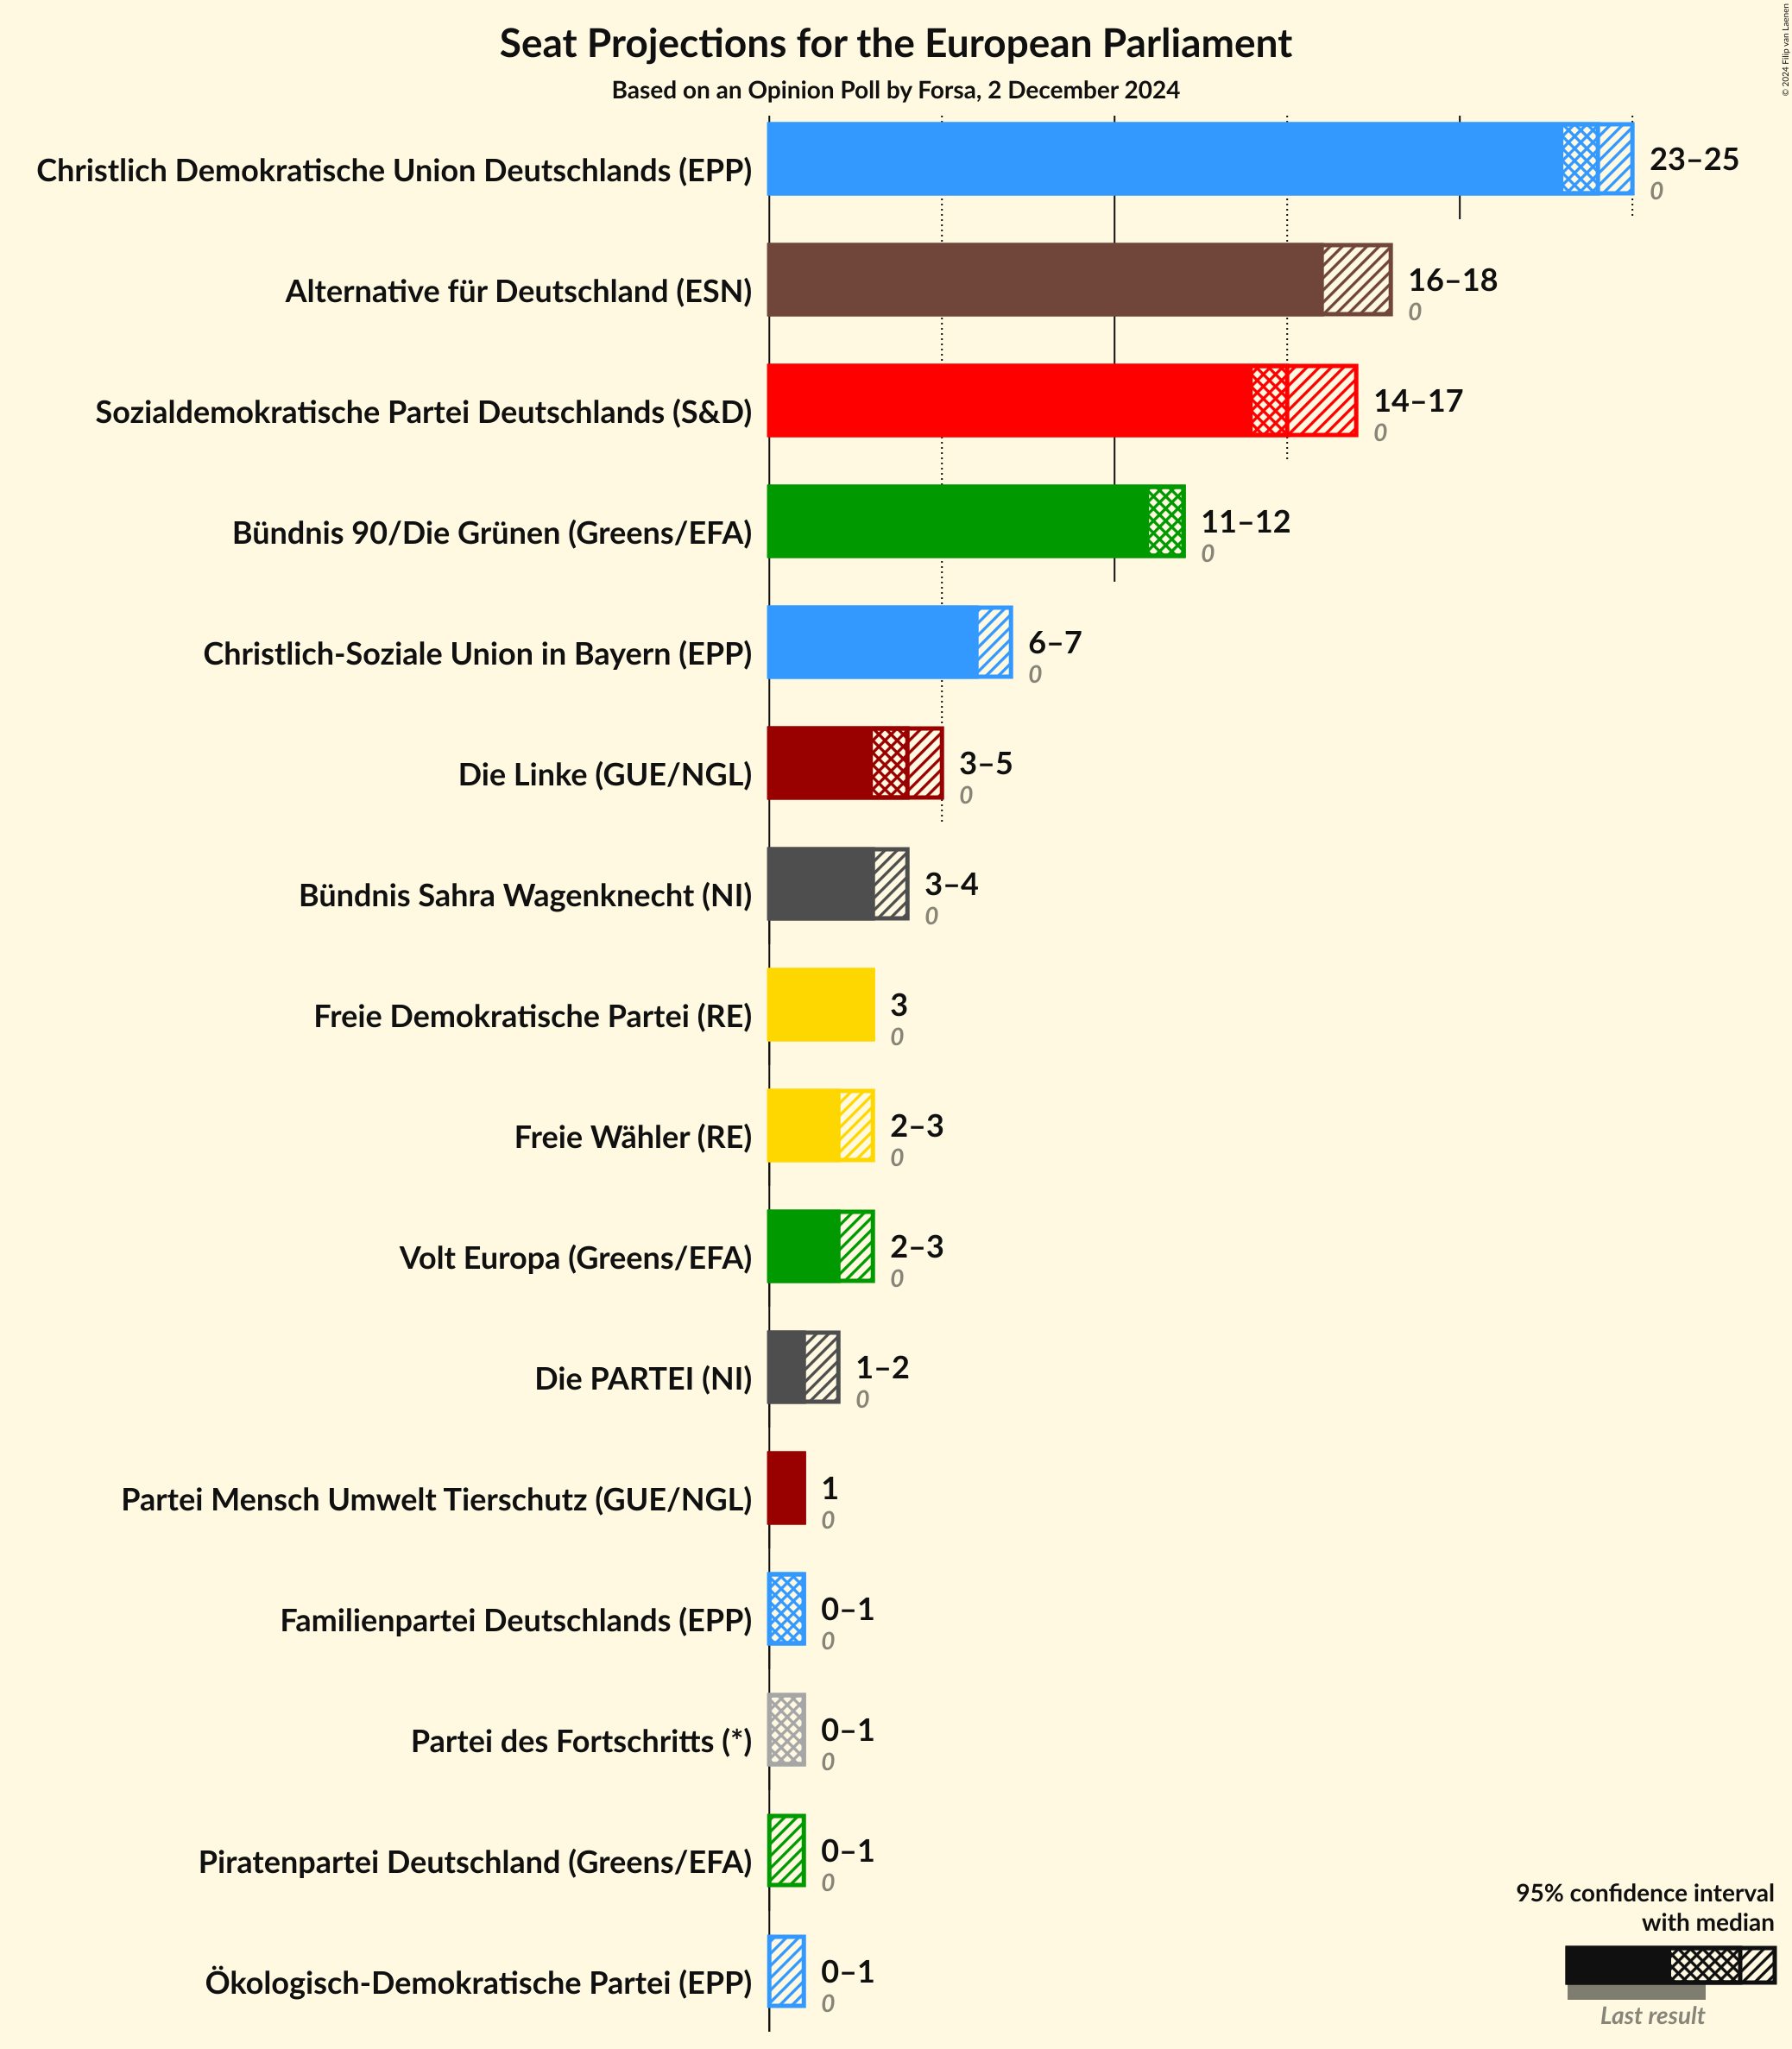 Seat Projections for the European Parliament
Based on an Opinion Poll by Forsa, 2 December 2024
© 2024 Filip van Laenen
Christlich Demokratische Union Deutschlands (EPP)
23–25
0
Alternative für Deutschland (ESN)
16–18
0
Sozialdemokratische Partei Deutschlands (S&D)
14–17
0
Bündnis 90/Die Grünen (Greens/EFA)
11–12
0
Christlich-Soziale Union in Bayern (EPP)
6–7
0
Die Linke (GUE/NGL)
3–5
0
Bündnis Sahra Wagenknecht (NI)
3–4
0
Freie Demokratische Partei (RE)
3
0
Freie Wähler (RE)
2–3
0
Volt Europa (Greens/EFA)
2–3
0
Die PARTEI (NI)
1–2
0
Partei Mensch Umwelt Tierschutz (GUE/NGL)
1
0
Familienpartei Deutschlands (EPP)
0–1
0
Partei des Fortschritts (*)
0–1
0
Piratenpartei Deutschland (Greens/EFA)
0–1
0
Ökologisch-Demokratische Partei (EPP)
0–1
0
95% confidence interval
with median
Last result